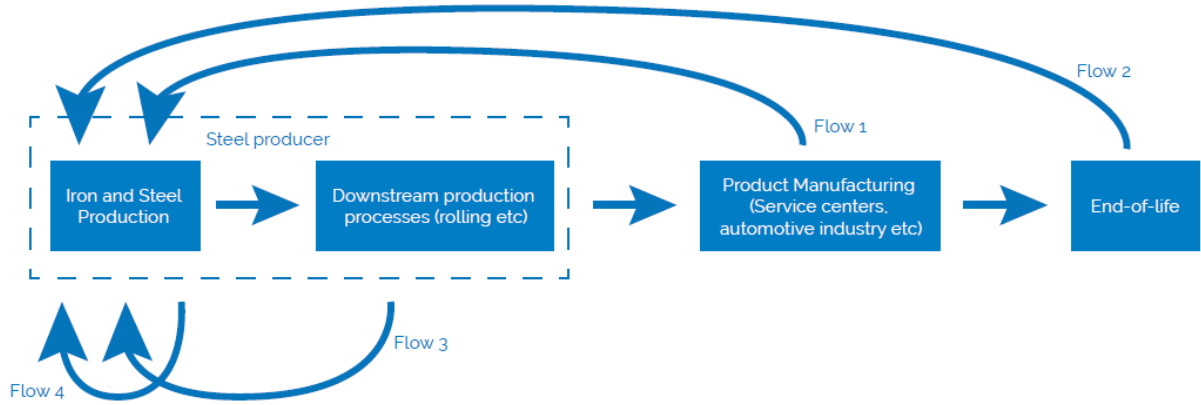 Flow 2
Flow 1
Steel producer
Iron and Steel
Production
Downstream production
processes (rolling etc)
Product Manufacturing
(Service centers,
automotive industry etc)
End-of-life
Flow 3
Flow 4